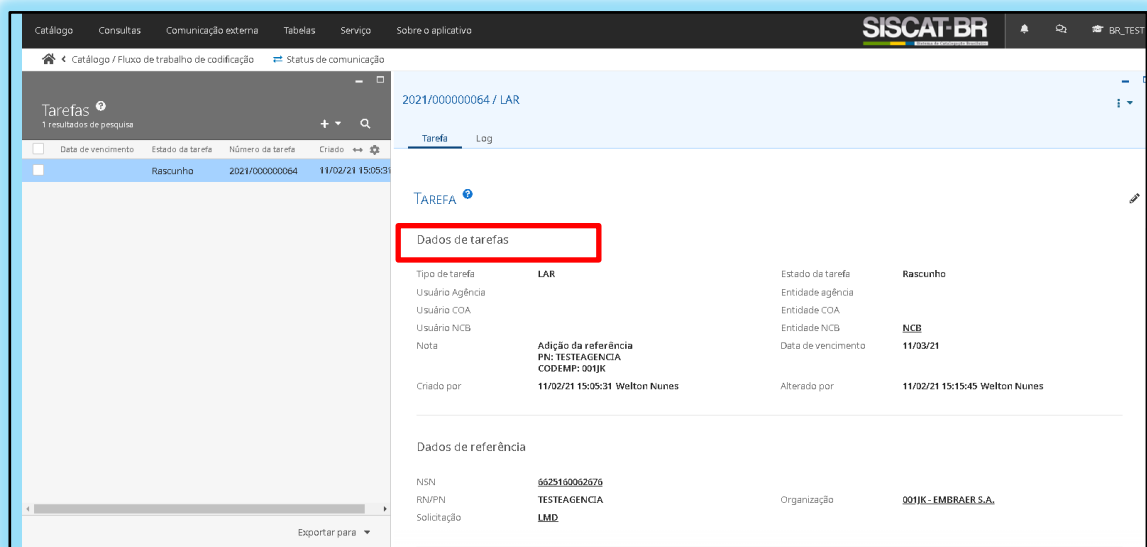 Catálogo Consultas Comunicação externa Tabelas Serviço Sobre o aplicativo SISCAT-BR BR_TEST
Catálogo / Fluxo de trabalho de codificação Status de comunicação
Tarefas
1 resultados de pesquisa
Data de vencimento Estado da tarefa Número da tarefa Criado
Rascunho 2021/000000064 11/02/21 15:05:31
Exportar para
2021/000000064 / LAR
Tarefa Log
TAREFA
Dados de tarefas
Tipo de tarefa LAR Estado da tarefa Rascunho
Usuário Agência Entidade agência
Usuário COA Entidade COA
Usuário NCB Entidade NCB NCB
Nota Adição da referência Data de vencimento 11/03/21
PN: TESTEAGENCIA
CODEMP: 001JK
Criado por 11/02/21 15:05:31 Welton Nunes Alterado por 11/02/21 15:15:45 Welton Nunes
Dados de referência
NSN 6625160062676
RN/PN TESTEAGENCIA Organização 001JK - EMBRAER S.A.
Solicitação LMD